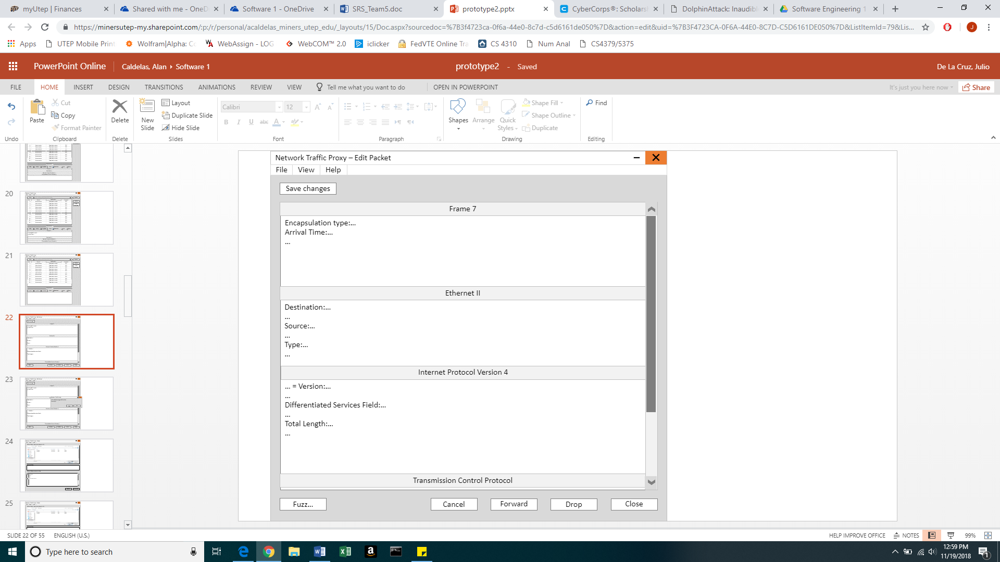 myUtep | Finances
Shared with me - OneD
Software 1 - OneDrive
SRS_Team5.doc
prototype2.pptx
CyberCorps®: Scholarsh
DolphinAttack: Inaudibl
Software Engineering 1
https://minersutep-my.sharepoint.com/:p:/r/personal/acaldelas_miners_utep_edu/_layouts/15/Doc.aspx?sourcedoc=%7B3f4723ca-0f6a-44e0-8c7d-c5d6161de050%7D&action=edit&uid=%7B3F4723CA-0F6A-44E0-8C7D-C5D6161DE050%7D&ListItemId=79&Lis...
Apps
UTEP Mobile Print
Wolfram|Alpha: Co
WebAssign - LOG
WebCOM™ 2.0
iclicker
FedVTE Online Tra
CS 4310
Num Anal
CS4379/5375
PowerPoint Online
Caldelas, Alan
Software 1
prototype2 - Saved
De La Cruz, Julio
FILE
HOME
INSERT
DESIGN
TRANSITIONS
ANIMATIONS
REVIEW
VIEW
Tell me what you want to do
OPEN IN POWERPOINT
It's just you here now
Share
Undo
Paste
Cut
Copy
Format Painter
Clipboard
Delete
Delete
New Slide
Layout
Duplicate Slide
Hide Slide
Slides
Calibri
12
B I U abc A
Font
Paragraph
Shapes
Arrange
Quick Styles
Shape Fill
Shape Outline
Duplicate
Drawing
Find
Editing
20
21
22
23
24
25
Network Traffic Proxy – Edit Packet
File View Help
Save changes
Frame 7
Encapsulation type:...
Arrival Time:...
...
Ethernet II
Destination:...
...
Source:...
...
Type:...
...
Internet Protocol Version 4
... = Version:...
...
Differentiated Services Field:...
...
Total Length:...
...
Transmission Control Protocol
Fuzz...
Cancel
Forward
Drop
Close
SLIDE 22 OF 55
ENGLISH (U.S.)
HELP IMPROVE OFFICE
NOTES
99%
Type here to search
12:59 PM
11/19/2018
1